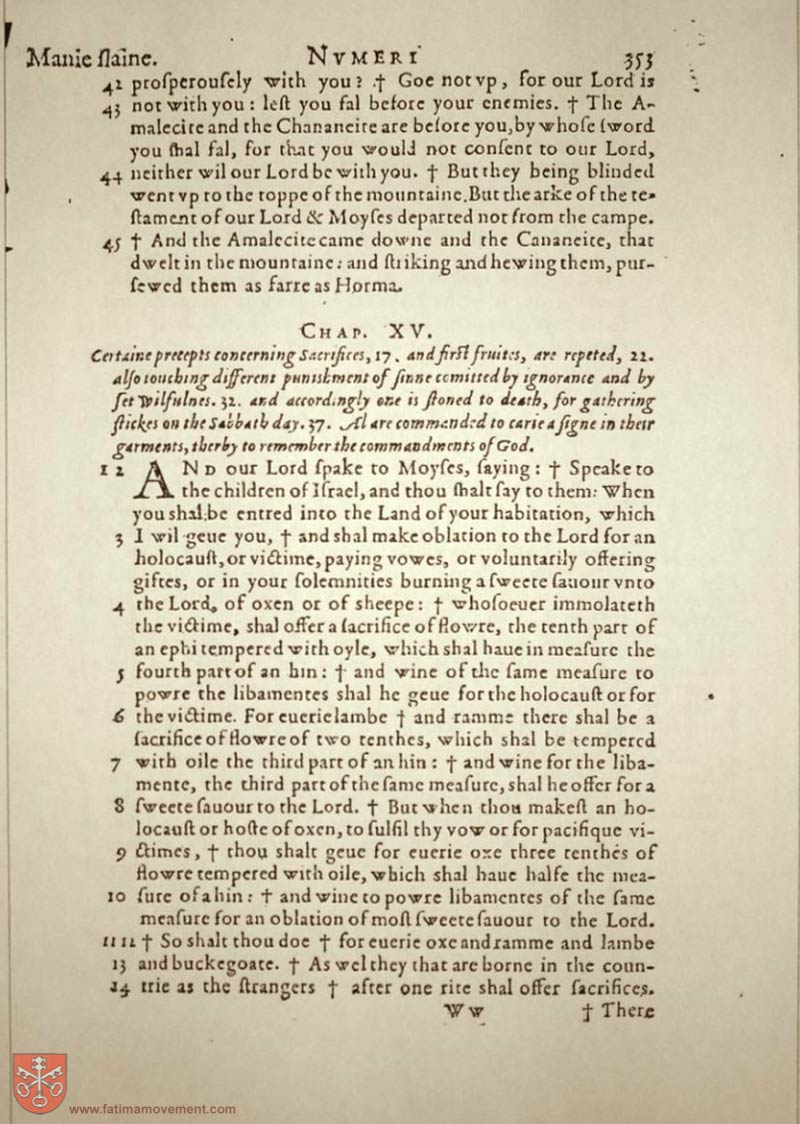 Manie ſlaine. NVMERI 353
42 proſperouſely with you? † Goe not vp, for our Lord is
43 not with you: leſt you fal before your enemies. † The A-
malecite and the Chananeite are before you, by whoſe ſword
you ſhal fal, for that you would not conſent to our Lord,
44 neither wil our Lord be with you. † But they being blinded
went vp to the toppe of the mountaine. But the arke of the te-
ſtament of our Lord & Moyſes departed not from the campe.
45 † And the Amalecite came downe and the Cananeite, that
dwelt in the mountaine: and ſtriking and hewing them, pur-
ſewed them as farre as Horma.
CHAP. XV.
Certaine precepts concerning Sacrifices, 17. and firſt fruites, are repeted, 22.
alſo touching different punishment of ſinne comitted by ignorance and by
ſet wilfulnes. 32. and accordingly one is ſtoned to death, for gathering
ſtickes on the Sabbath day. 37. Al are commanded to carie a ſigne in their
garments, therby to remember the commandments of God.
1 2 AND our Lord ſpake to Moyſes, ſaying: † Speake to
the children of Iſrael, and thou ſhalt ſay to them: When
you shal be entred into the Land of your habitation, which
3 I wil geue you, † and shal make oblation to the Lord for an
holocauſt, or victime, paying vowes, or voluntarily offering
giftes, or in your ſolemnities burning a ſweete ſauour vnto
4 the Lord, of oxen or of sheepe: † whoſoeuer immolateth
the victime, shal offer a ſacrifice of flowre, the tenth part of
an ephi tempered with oyle, which shal haue in meaſure the
5 fourth part of an hin: † and wine of the ſame meaſure to
powre the libamentes shal he geue for the holocauſt or for
6 the victime. For euerie lambe † and ramme there shal be a
ſacrifice of flowre of two tenthes, which shal be tempered
7 with oile the third part of an hin: † and wine for the liba-
mente, the third part of the ſame meaſure, shal he offer for a
8 ſweete ſauour to the Lord. † But when thou makeſt an ho-
locauſt or hoſte of oxen, to fulfil thy vow or for pacifique vi-
9 ctimes, † thou shalt geue for euerie oxe three tenthes of
flowre tempered with oile, which shal haue halfe the mea-
10 ſure of a hin: † and wine to powre libamentes of the ſame
meaſure for an oblation of moſt ſweete ſauour to the Lord.
11 12 † So shalt thou doe † for euerie oxe and ramme and lambe
13 and buckegoate. † As wel they that are borne in the coun-
14 trie as the ſtrangers † after one rite shal offer ſacrifices.
Ww † There
www.fatimamovement.com